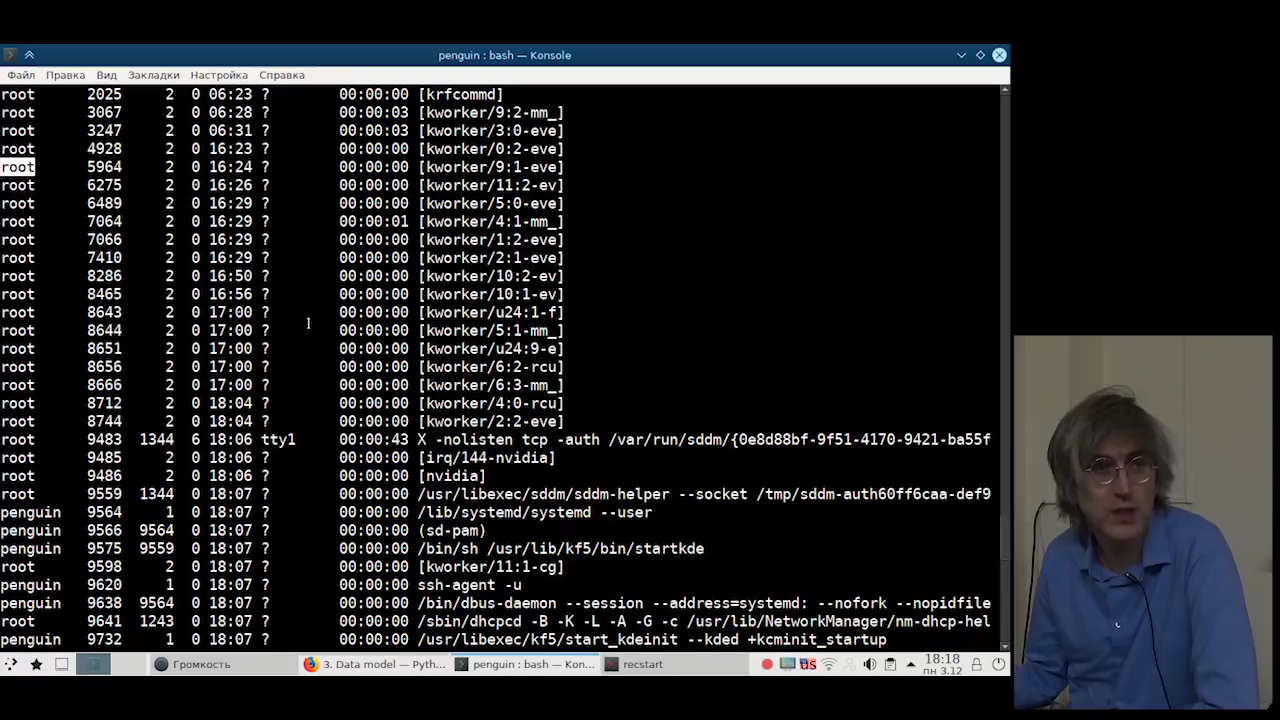 penguin : bash — Konsole
Файл Правка Вид Закладки Настройка Справка
root 2025 2 0 06:23 ? 00:00:00 [krfcommd]
root 3067 2 0 06:28 ? 00:00:03 [kworker/9:2-mm_]
root 3247 2 0 06:31 ? 00:00:03 [kworker/3:0-eve]
root 4928 2 0 16:23 ? 00:00:00 [kworker/0:2-eve]
root 5964 2 0 16:24 ? 00:00:00 [kworker/9:1-eve]
root 6275 2 0 16:26 ? 00:00:00 [kworker/11:2-ev]
root 6489 2 0 16:29 ? 00:00:00 [kworker/5:0-eve]
root 7064 2 0 16:29 ? 00:00:01 [kworker/4:1-mm_]
root 7066 2 0 16:29 ? 00:00:00 [kworker/1:2-eve]
root 7410 2 0 16:29 ? 00:00:00 [kworker/2:1-eve]
root 8286 2 0 16:50 ? 00:00:00 [kworker/10:2-ev]
root 8465 2 0 16:56 ? 00:00:00 [kworker/10:1-ev]
root 8643 2 0 17:00 ? 00:00:00 [kworker/u24:1-f]
root 8644 2 0 17:00 ? 00:00:00 [kworker/5:1-mm_]
root 8651 2 0 17:00 ? 00:00:00 [kworker/u24:9-e]
root 8656 2 0 17:00 ? 00:00:00 [kworker/6:2-rcu]
root 8666 2 0 17:00 ? 00:00:00 [kworker/6:3-mm_]
root 8712 2 0 18:04 ? 00:00:00 [kworker/4:0-rcu]
root 8744 2 0 18:04 ? 00:00:00 [kworker/2:2-eve]
root 9483 1344 6 18:06 tty1 00:00:43 X -nolisten tcp -auth /var/run/sddm/{0e8d88bf-9f51-4170-9421-ba55f
root 9485 2 0 18:06 ? 00:00:00 [irq/144-nvidia]
root 9486 2 0 18:06 ? 00:00:00 [nvidia]
root 9559 1344 0 18:07 ? 00:00:00 /usr/libexec/sddm/sddm-helper --socket /tmp/sddm-auth60ff6caa-def9
penguin 9564 1 0 18:07 ? 00:00:00 /lib/systemd/systemd --user
penguin 9566 9564 0 18:07 ? 00:00:00 (sd-pam)
penguin 9575 9559 0 18:07 ? 00:00:00 /bin/sh /usr/lib/kf5/bin/startkde
root 9598 2 0 18:07 ? 00:00:00 [kworker/11:1-cg]
penguin 9620 1 0 18:07 ? 00:00:00 ssh-agent -u
penguin 9638 9564 0 18:07 ? 00:00:00 /bin/dbus-daemon --session --address=systemd: --nofork --nopidfile
root 9641 1243 0 18:07 ? 00:00:00 /sbin/dhcpcd -B -K -L -A -G -c /usr/lib/NetworkManager/nm-dhcp-hel
penguin 9732 1 0 18:07 ? 00:00:00 /usr/libexec/kf5/start_kdeinit --kded +kcminit_startup
Громкость 3. Data model — Pyth... penguin : bash — Kon... recstart us 18:18
пн 3.12